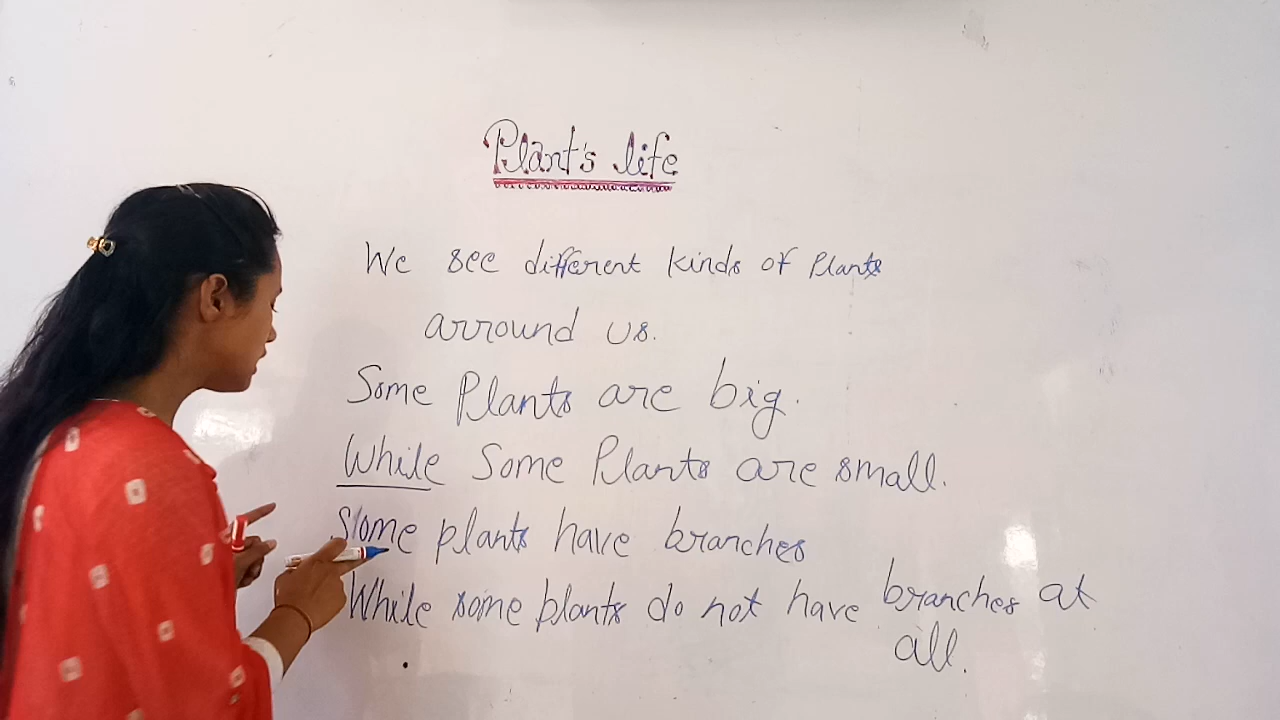 Plant's life
We see different kinds of Plants
arround us.
Some Plants are big.
While Some Plants are small.
Some plants have branches
While some plants do not have branches at
all.